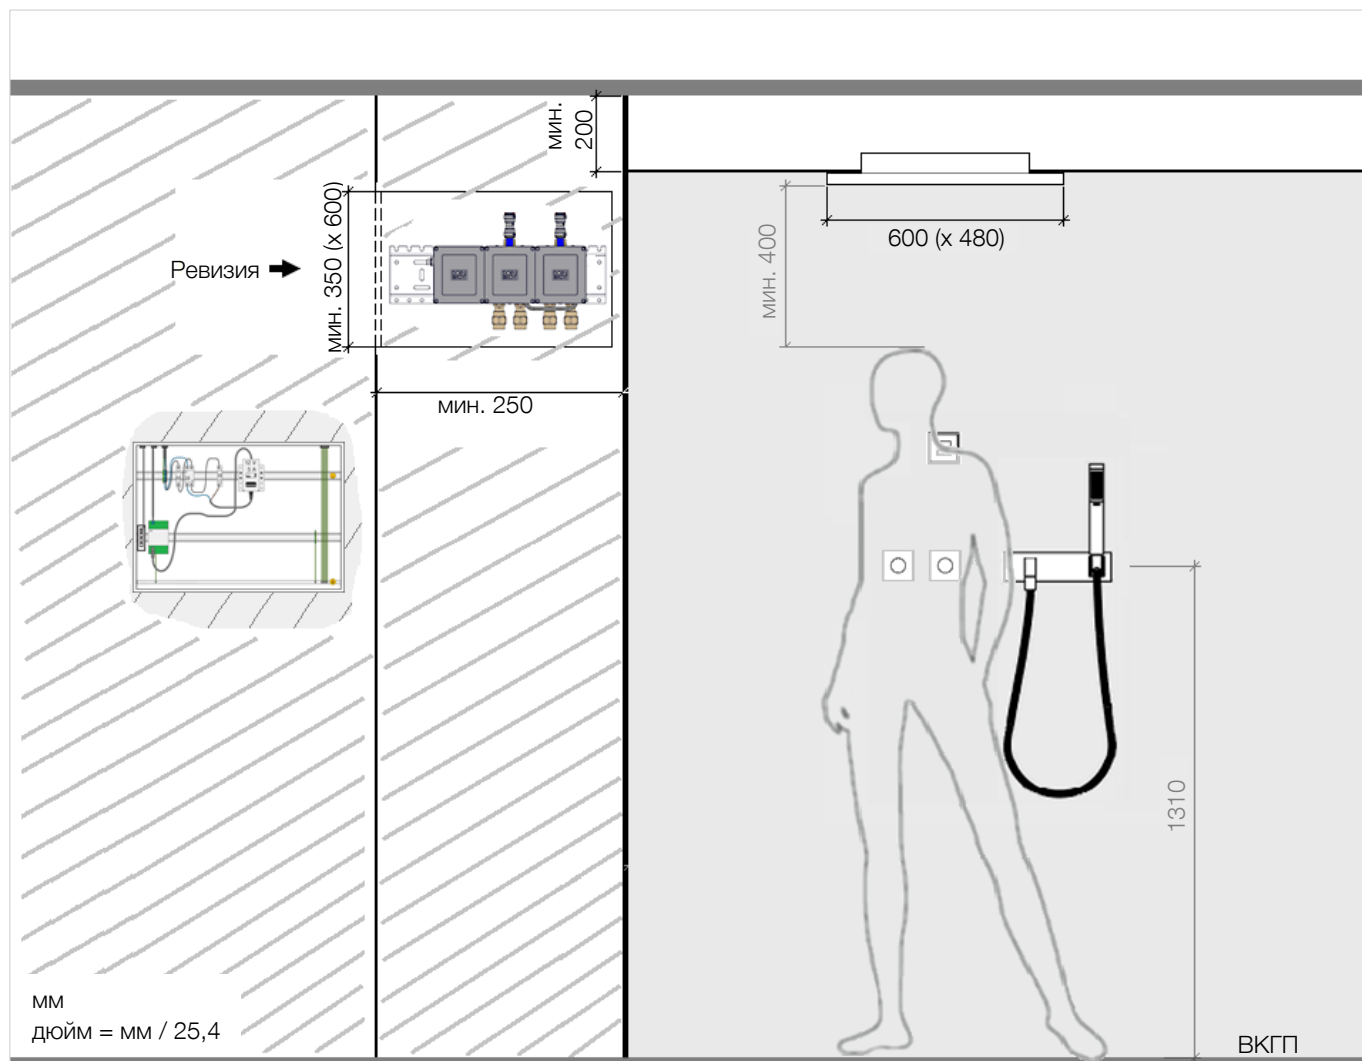 мин.
200
600 (x 480)
Ревизия
мин. 350 (x 600)
мин. 400
мин. 250
1310
мм
дюйм = мм / 25,4
ВКГП